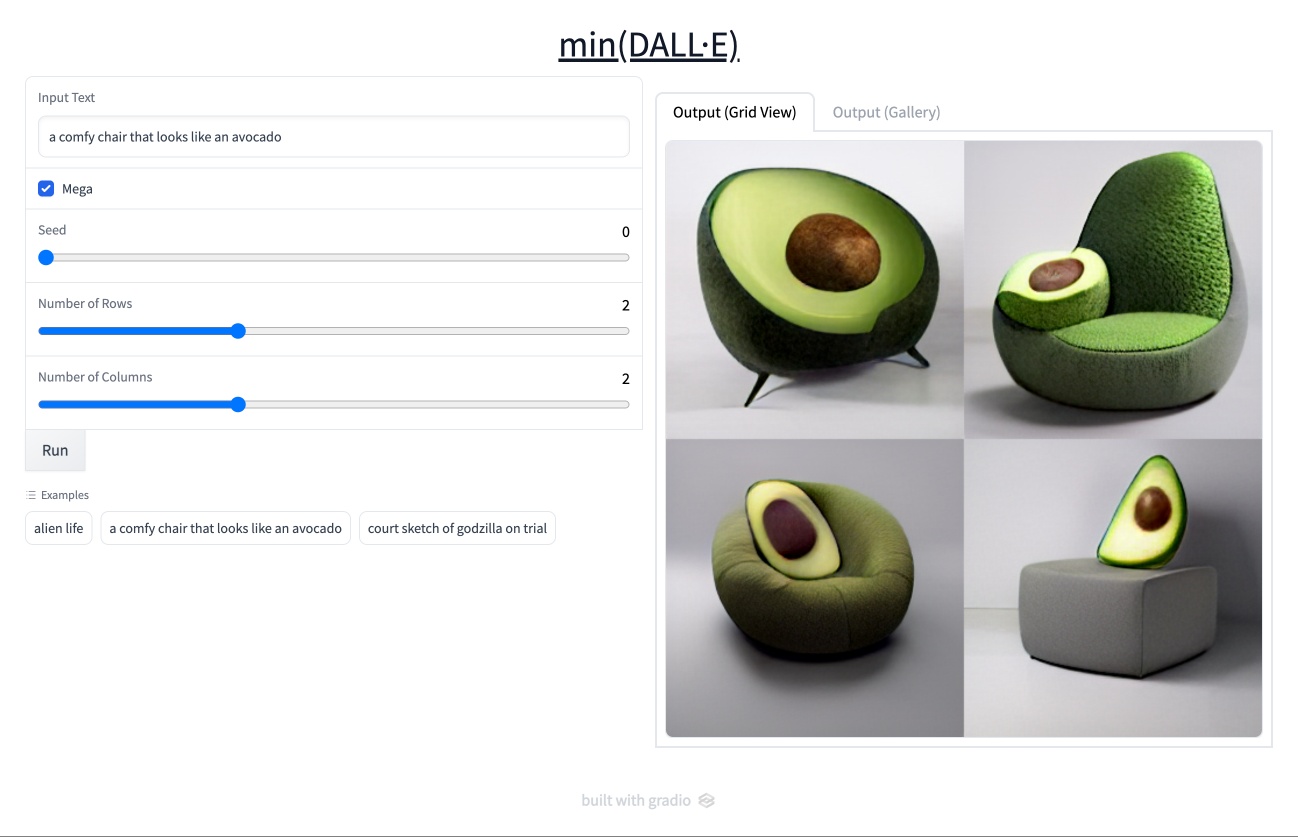 min(DALL·E)
Input Text
a comfy chair that looks like an avocado
Mega
Seed
0
Number of Rows
2
Number of Columns
2
Run
Examples
alien life
a comfy chair that looks like an avocado
court sketch of godzilla on trial
Output (Grid View)
Output (Gallery)
built with gradio